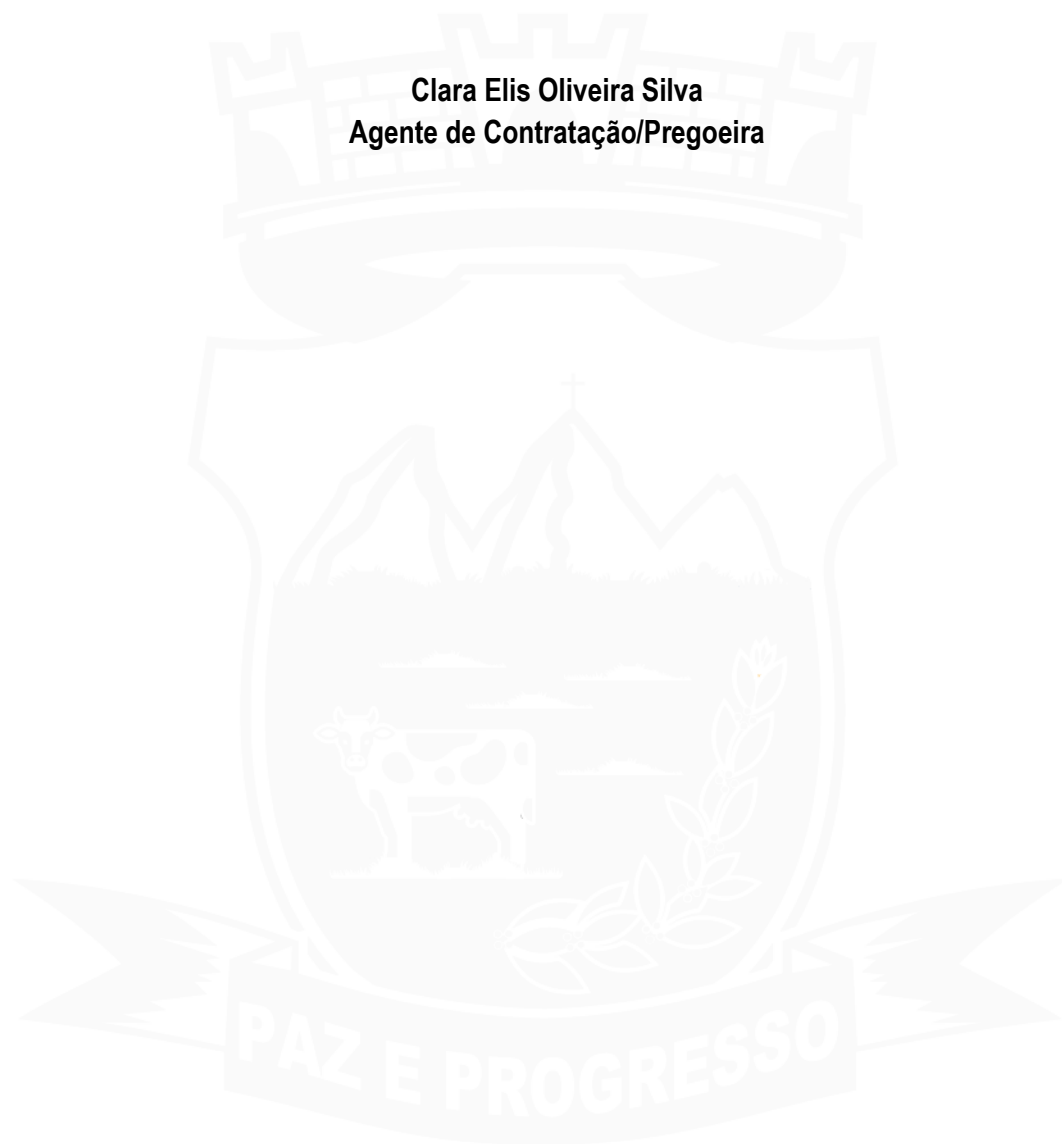 Clara Elis Oliveira Silva
Agente de Contratação/Pregoeira
PAZ E PROGRESSO